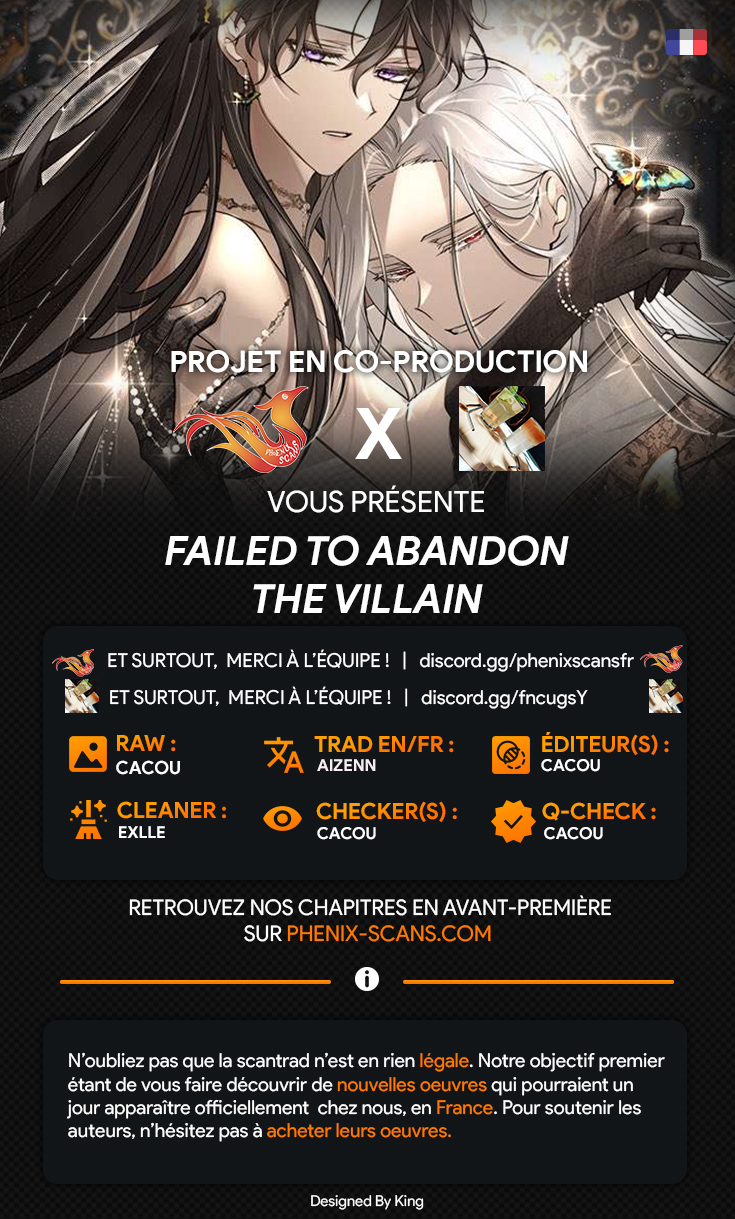 PROJET EN CO-PRODUCTION
PHENIX SCANS
X
VOUS PRÉSENTE
FAILED TO ABANDON
THE VILLAIN
ET SURTOUT, MERCI À L'ÉQUIPE ! | discord.gg/phenixscansfr
ET SURTOUT, MERCI À L'ÉQUIPE ! | discord.gg/fncugsY
RAW :
CACOU
TRAD EN/FR :
AIZENN
ÉDITEUR(S) :
CACOU
CLEANER :
EXLLE
CHECKER(S) :
CACOU
Q-CHECK :
CACOU
RETROUVEZ NOS CHAPITRES EN AVANT-PREMIÈRE
SUR PHENIX-SCANS.COM
N'oubliez pas que la scantrad n'est en rien légale. Notre objectif premier
étant de vous faire découvrir de nouvelles oeuvres qui pourraient un
jour apparaître officiellement chez nous, en France. Pour soutenir les
auteurs, n'hésitez pas à acheter leurs oeuvres.
Designed By King